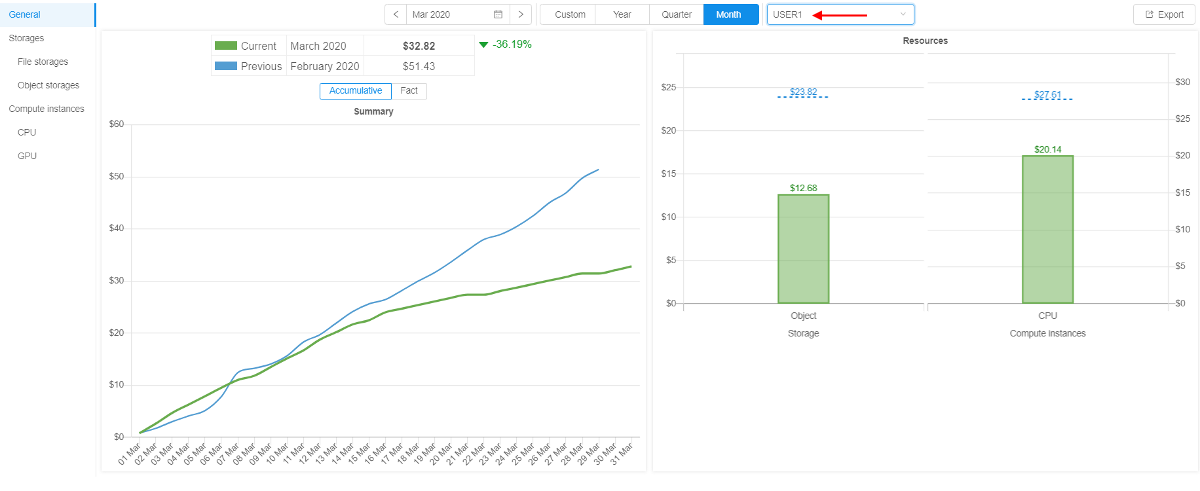 General
Storages
File storages
Object storages
Compute instances
CPU
GPU
Mar 2020
Custom Year Quarter Month
USER1
Export
Current March 2020 $32.82 -36.19%
Previous February 2020 $51.43
Accumulative Fact
Summary
$60
$50
$40
$30
$20
$10
$0
01 Mar 02 Mar 03 Mar 04 Mar 05 Mar 06 Mar 07 Mar 08 Mar 09 Mar 10 Mar 11 Mar 12 Mar 13 Mar 14 Mar 15 Mar 16 Mar 17 Mar 18 Mar 19 Mar 20 Mar 21 Mar 22 Mar 23 Mar 24 Mar 25 Mar 26 Mar 27 Mar 28 Mar 29 Mar 30 Mar 31 Mar
Resources
$25
$20
$15
$10
$5
$0
$23.82
$12.68
Object
Storage
$27.61
$20.14
CPU
Compute instances
$30
$25
$20
$15
$10
$5
$0